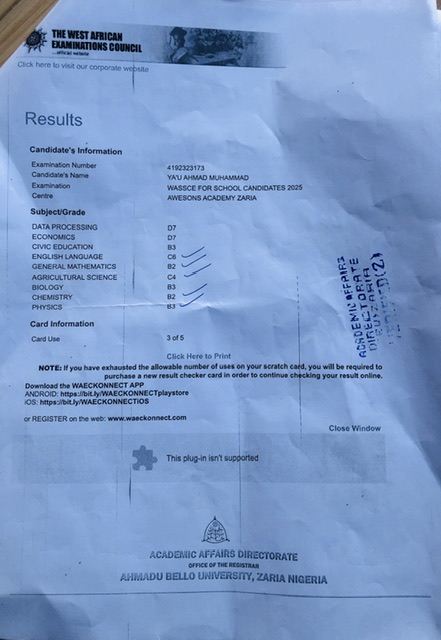 THE WEST AFRICAN
EXAMINATIONS COUNCIL
...official website
Click here to visit our corporate website
Results
Candidate's Information
Examination Number 4192323173
Candidate's Name YA'U AHMAD MUHAMMAD
Examination WASSCE FOR SCHOOL CANDIDATES 2025
Centre AWESONS ACADEMY ZARIA
Subject/Grade
DATA PROCESSING D7
ECONOMICS D7
CIVIC EDUCATION B3
ENGLISH LANGUAGE C6
GENERAL MATHEMATICS B2
AGRICULTURAL SCIENCE C4
BIOLOGY B3
CHEMISTRY B2
PHYSICS B3
Card Information
Card Use 3 of 5
Click Here to Print
NOTE: If you have exhausted the allowable number of uses on your scratch card, you will be required to
purchase a new result checker card in order to continue checking your result online.
Download the WAECKONNECT APP
ANDROID: https://bit.ly/WAECKONNECTplaystore
iOS: https://bit.ly/WAECKONNECTiOS
or REGISTER on the web: www.waeckonnect.com
Close Window
This plug-in isn't supported
ACADEMIC AFFAIRS
DIRECTORATE
ZARIA
ACADEMIC AFFAIRS DIRECTORATE
OFFICE OF THE REGISTRAR
AHMADU BELLO UNIVERSITY, ZARIA NIGERIA